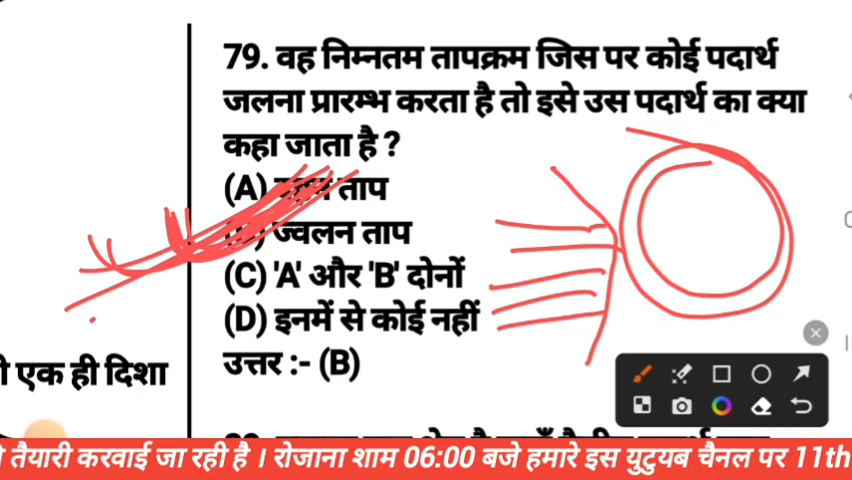 79. वह निम्नतम तापक्रम जिस पर कोई पदार्थ
जलना प्रारम्भ करता है तो इसे उस पदार्थ का क्या
कहा जाता है ?
(A) ताप
ज्वलन ताप
(C) 'A' और 'B' दोनों
(D) इनमें से कोई नहीं
उत्तर :- (B)
एक ही दिशा
तैयारी करवाई जा रही है । रोजाना शाम 06:00 बजे हमारे इस युटुयब चैनल पर 11th